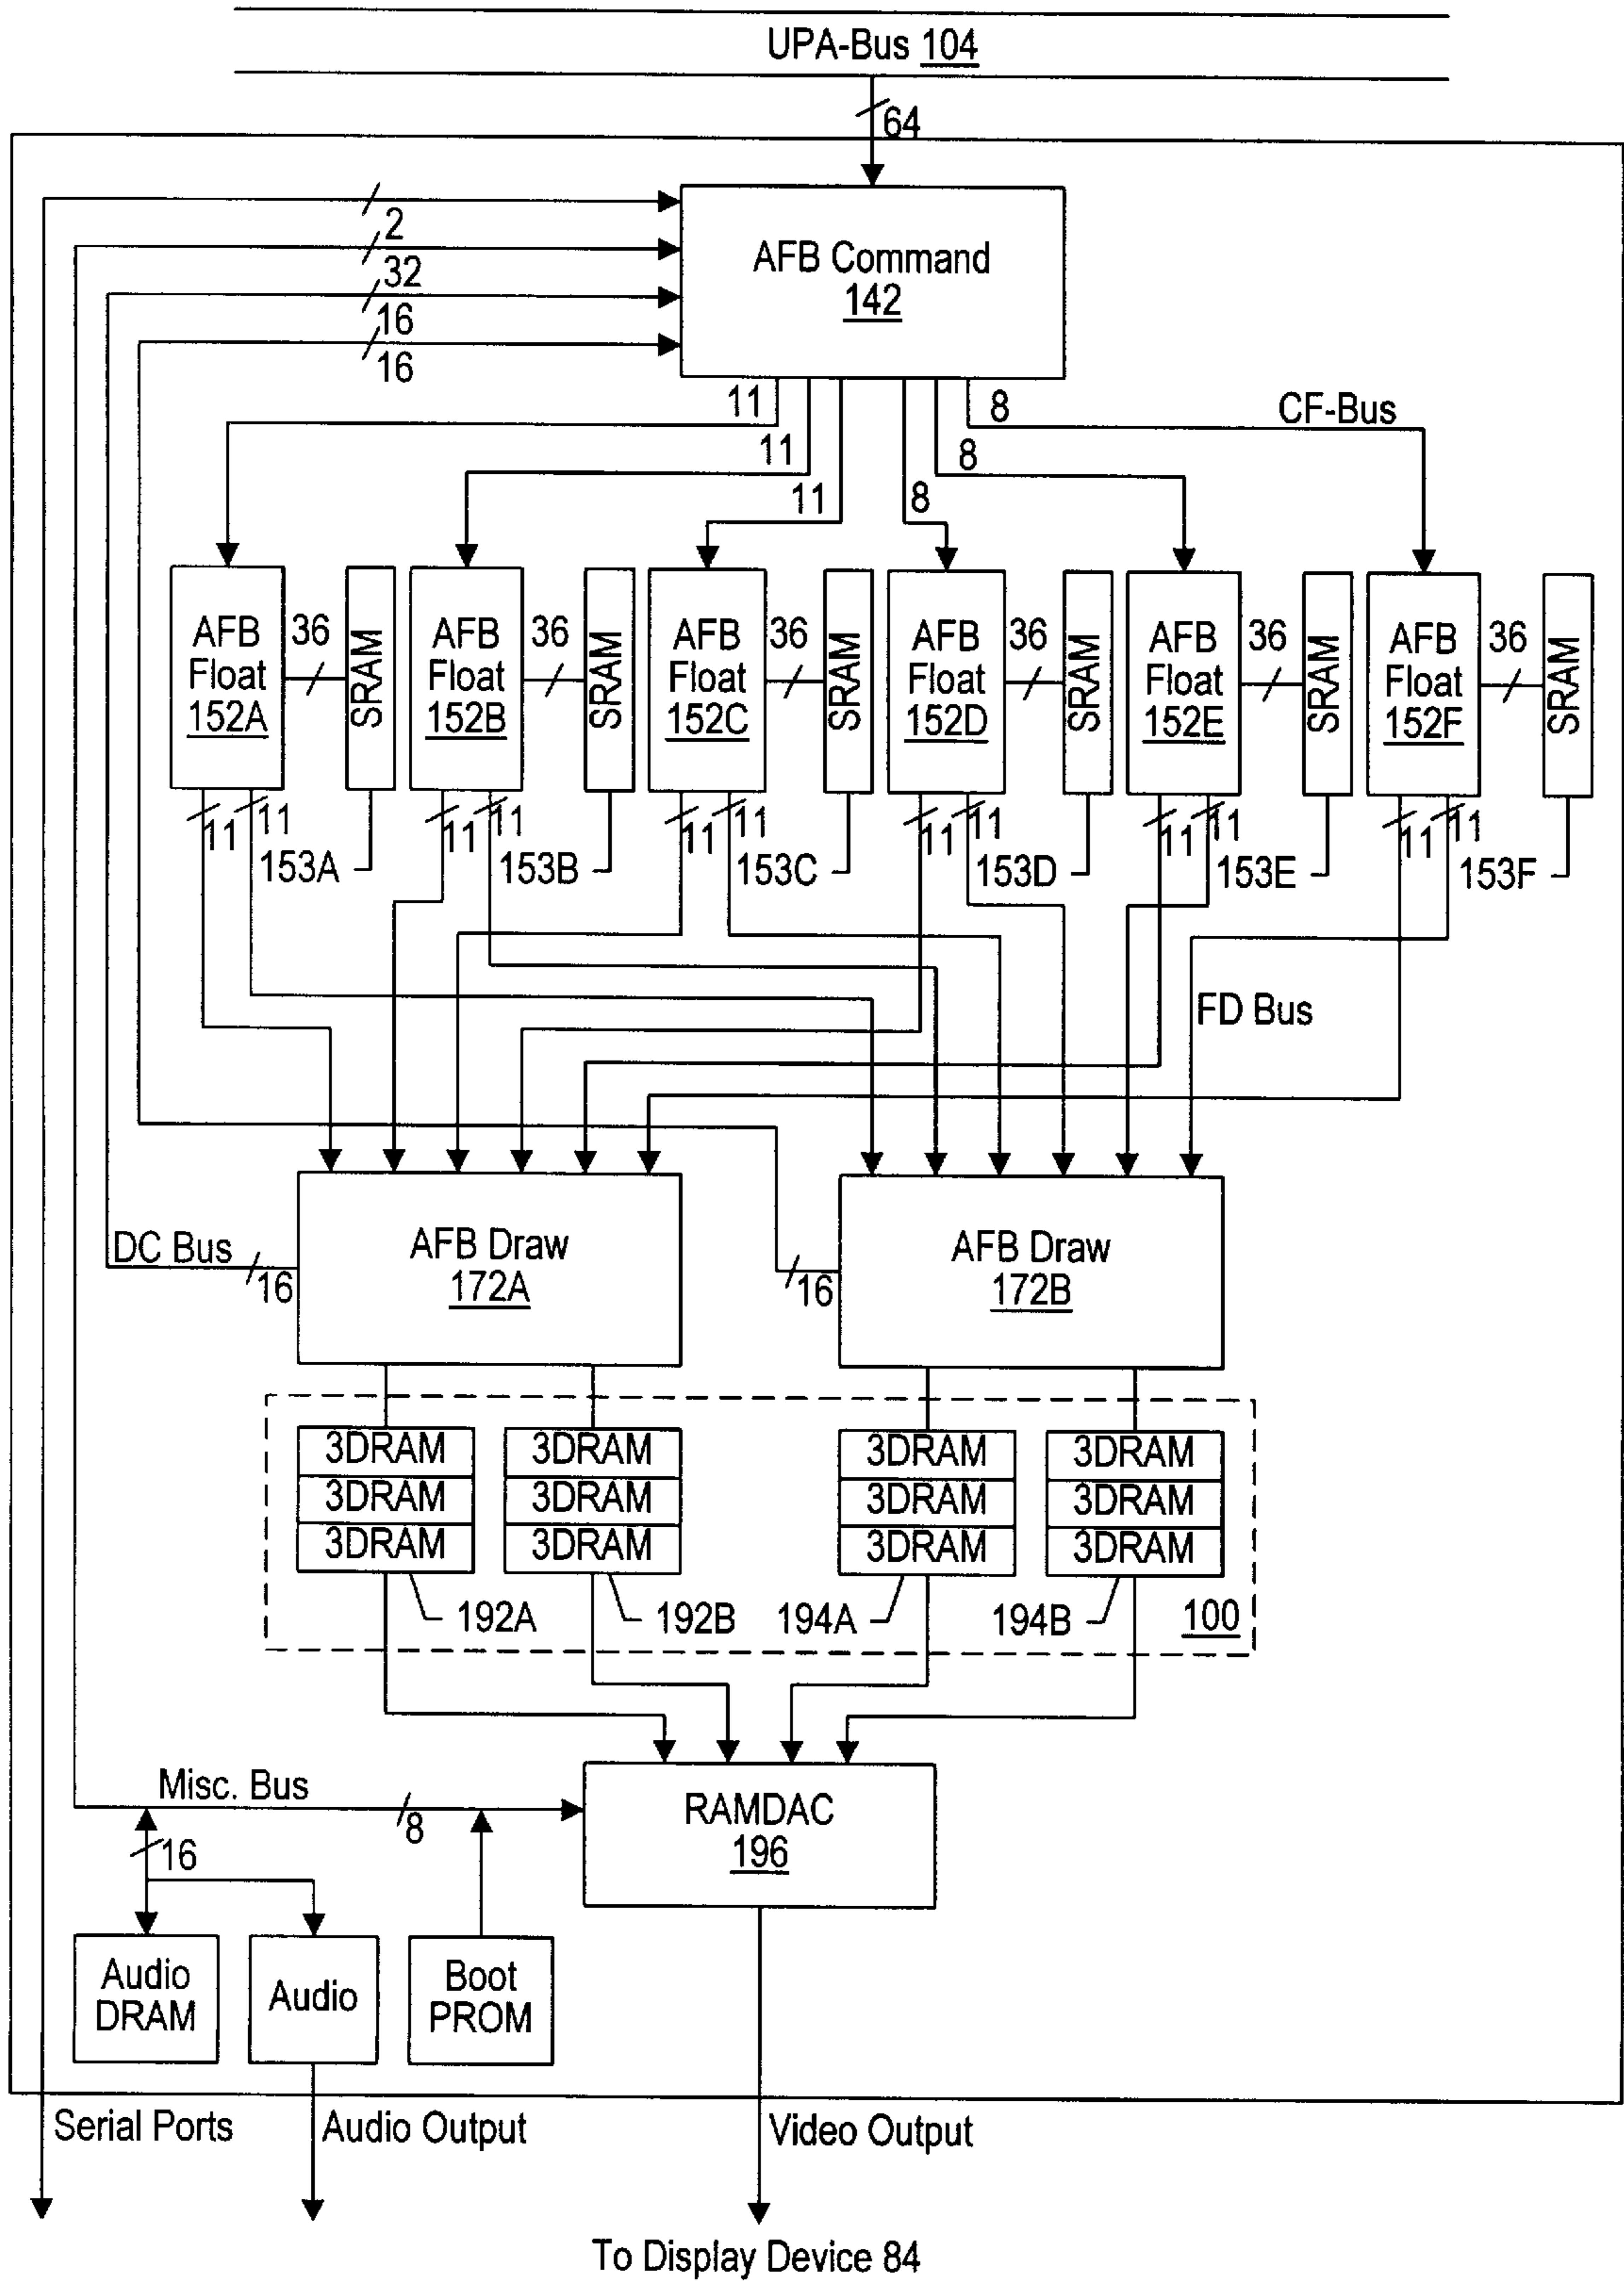 UPA-Bus 104
64
2
32
16
16
AFB Command
142
11
11
11
8
8
8
CF-Bus
AFB
Float
152A
36
SRAM
AFB
Float
152B
36
SRAM
AFB
Float
152C
36
SRAM
AFB
Float
152D
36
SRAM
AFB
Float
152E
36
SRAM
AFB
Float
152F
36
SRAM
11
11
153A
11
11
153B
11
11
153C
11
11
153D
11
11
153E
11
11
153F
FD Bus
DC Bus
16
AFB Draw
172A
16
AFB Draw
172B
3DRAM
3DRAM
3DRAM
192A
3DRAM
3DRAM
3DRAM
192B
3DRAM
3DRAM
3DRAM
194A
3DRAM
3DRAM
3DRAM
194B
100
Misc. Bus
8
16
RAMDAC
196
Audio
DRAM
Audio
Boot
PROM
Serial Ports
Audio Output
Video Output
To Display Device 84